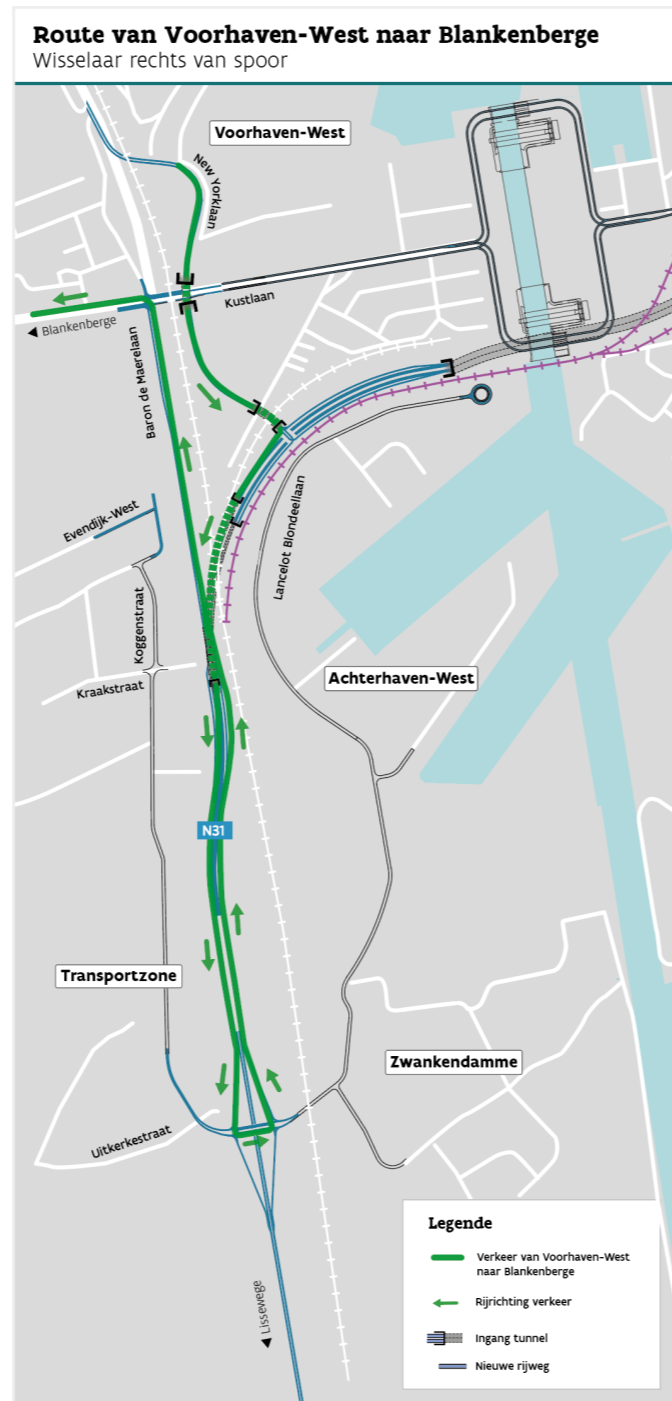 Route van Voorhaven-West naar Blankenberge
Wisselaar rechts van spoor
Voorhaven-West
New Yorklaan
Kustlaan
◀ Blankenberge
Baron de Maerelaan
Evendijk-West
Lancelot Blondeellaan
Koggenstraat
Achterhaven-West
Kraakstraat
N31
Transportzone
Zwankendamme
Uitkerkestraat
◀ Lissewege
Legende
Verkeer van Voorhaven-West
naar Blankenberge
Rijrichting verkeer
Ingang tunnel
Nieuwe rijweg